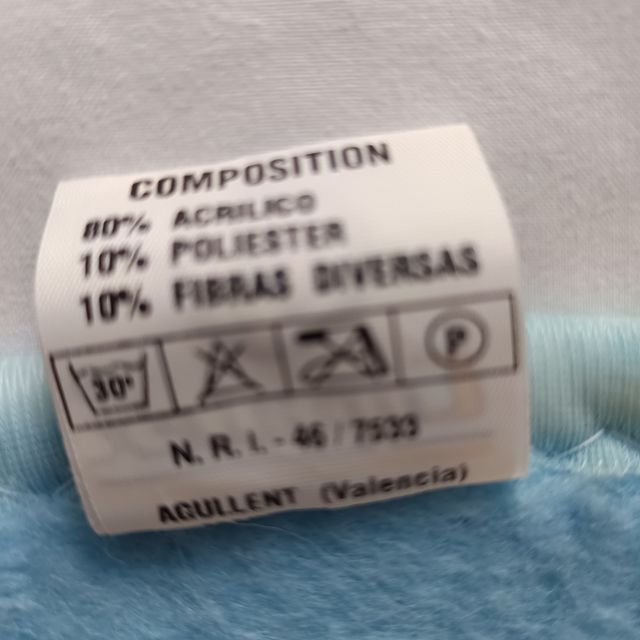 COMPOSITION
80% ACRILICO
10% POLIESTER
10% FIBRAS DIVERSAS
30° P
N. R. I. - 46 / 7533
AGULLENT (Valencia)